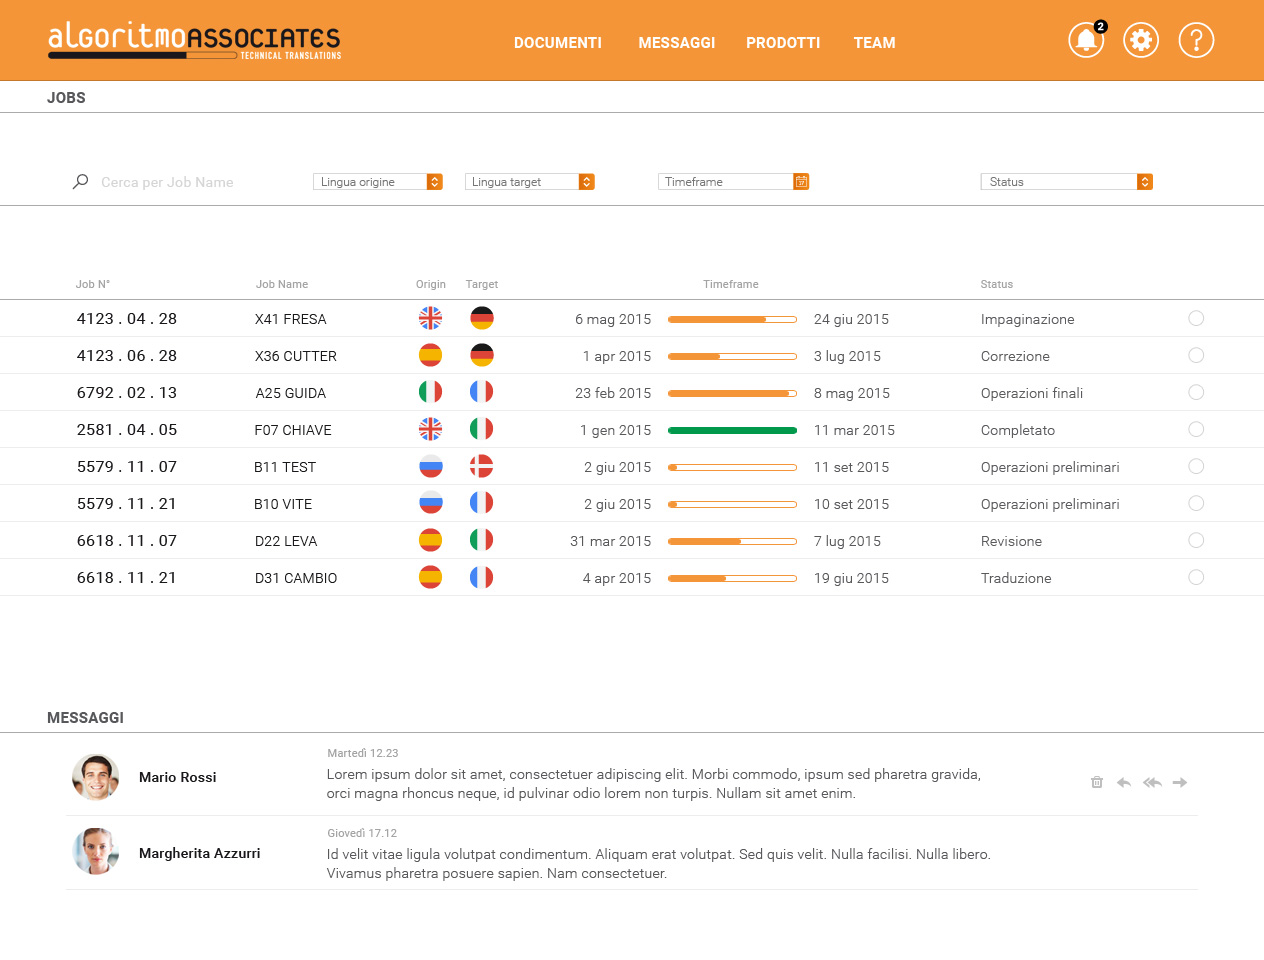 algoritmoASSOCIATES
TECHNICAL TRANSLATIONS
DOCUMENTI MESSAGGI PRODOTTI TEAM
2
?
JOBS
Cerca per Job Name Lingua origine Lingua target Timeframe Status
Job N° Job Name Origin Target Timeframe Status
4123 . 04 . 28 X41 FRESA 6 mag 2015 24 giu 2015 Impaginazione
4123 . 06 . 28 X36 CUTTER 1 apr 2015 3 lug 2015 Correzione
6792 . 02 . 13 A25 GUIDA 23 feb 2015 8 mag 2015 Operazioni finali
2581 . 04 . 05 F07 CHIAVE 1 gen 2015 11 mar 2015 Completato
5579 . 11 . 07 B11 TEST 2 giu 2015 11 set 2015 Operazioni preliminari
5579 . 11 . 21 B10 VITE 2 giu 2015 10 set 2015 Operazioni preliminari
6618 . 11 . 07 D22 LEVA 31 mar 2015 7 lug 2015 Revisione
6618 . 11 . 21 D31 CAMBIO 4 apr 2015 19 giu 2015 Traduzione
MESSAGGI
Martedì 12.23
Mario Rossi
Lorem ipsum dolor sit amet, consectetuer adipiscing elit. Morbi commodo, ipsum sed pharetra gravida,
orci magna rhoncus neque, id pulvinar odio lorem non turpis. Nullam sit amet enim.
Giovedì 17.12
Margherita Azzurri
Id velit vitae ligula volutpat condimentum. Aliquam erat volutpat. Sed quis velit. Nulla facilisi. Nulla libero.
Vivamus pharetra posuere sapien. Nam consectetuer.